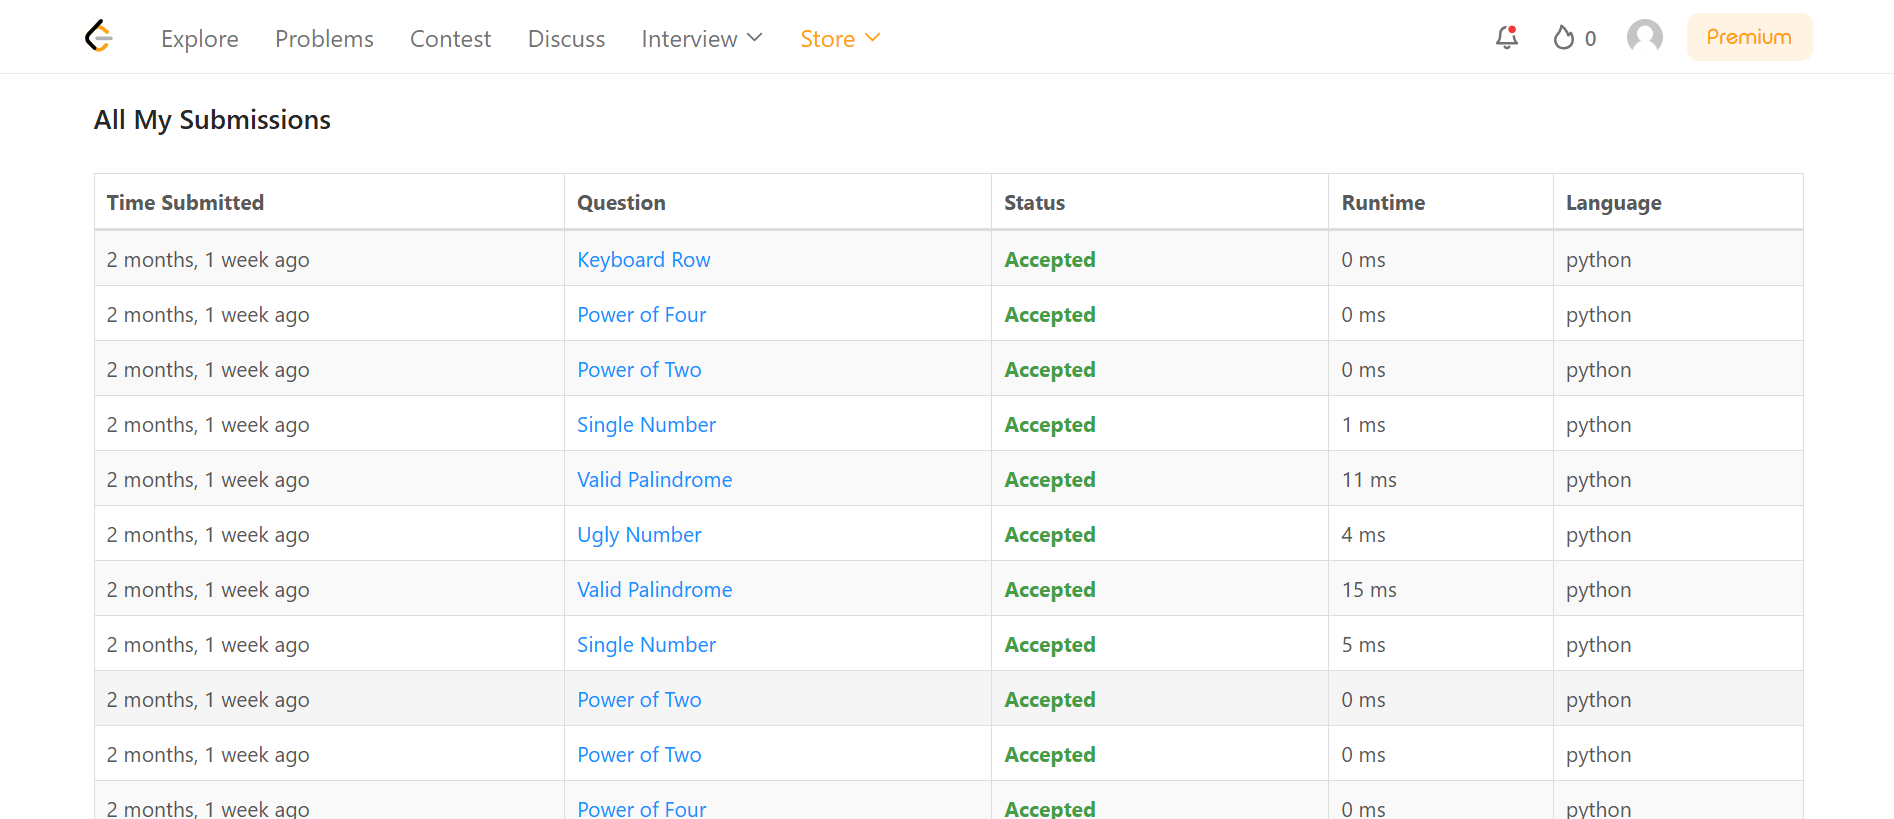 Explore Problems Contest Discuss Interview Store 0 Premium
All My Submissions
Time Submitted Question Status Runtime Language
2 months, 1 week ago Keyboard Row Accepted 0 ms python
2 months, 1 week ago Power of Four Accepted 0 ms python
2 months, 1 week ago Power of Two Accepted 0 ms python
2 months, 1 week ago Single Number Accepted 1 ms python
2 months, 1 week ago Valid Palindrome Accepted 11 ms python
2 months, 1 week ago Ugly Number Accepted 4 ms python
2 months, 1 week ago Valid Palindrome Accepted 15 ms python
2 months, 1 week ago Single Number Accepted 5 ms python
2 months, 1 week ago Power of Two Accepted 0 ms python
2 months, 1 week ago Power of Two Accepted 0 ms python
2 months, 1 week ago Power of Four Accepted 0 ms python